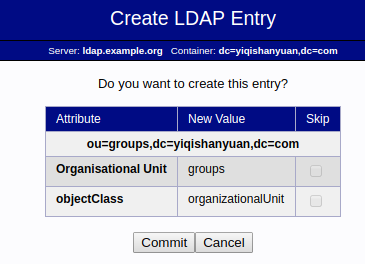 Create LDAP Entry
Server: ldap.example.org Container: dc=yiqishanyuan,dc=com
Do you want to create this entry?
Attribute New Value Skip
ou=groups,dc=yiqishanyuan,dc=com
Organisational Unit groups
objectClass organizationalUnit
Commit Cancel